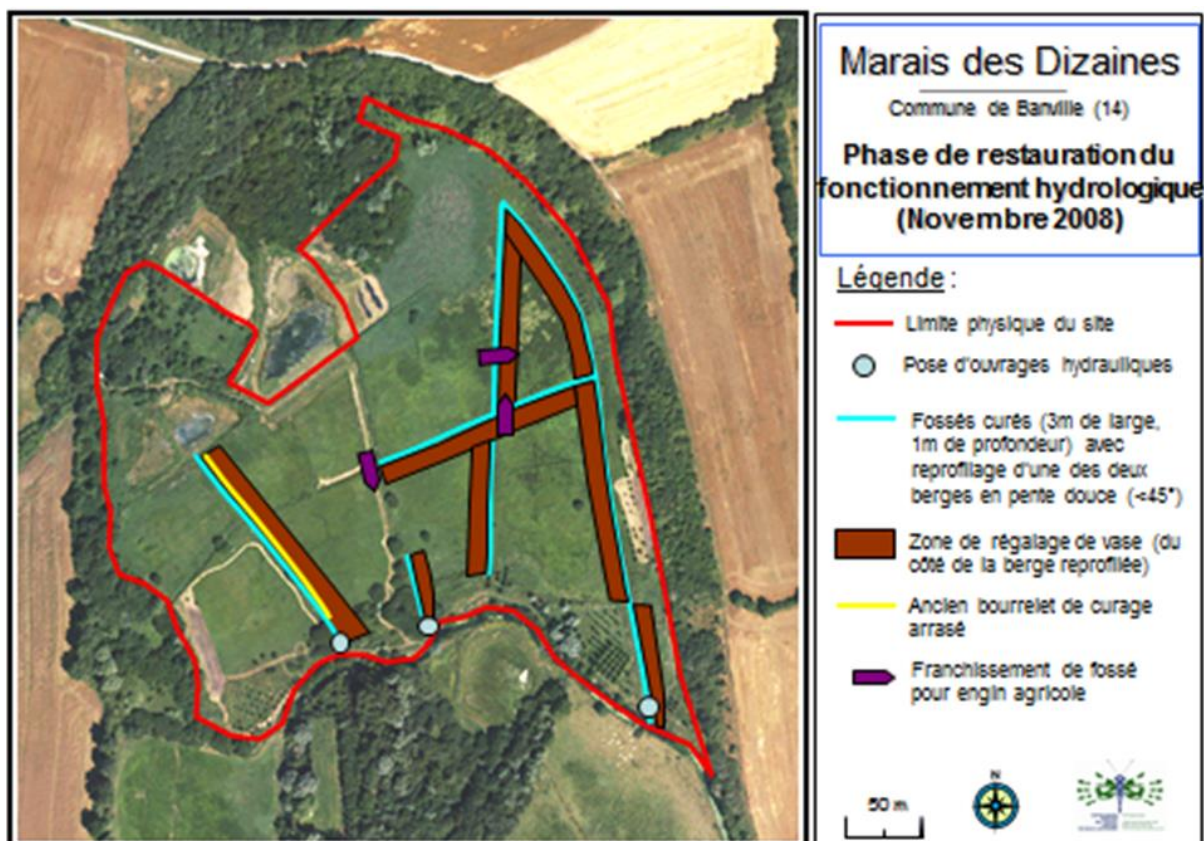 Marais des Dizaines
Commune de Banville (14)
Phase de restauration du
fonctionnement hydrologique
(Novembre 2008)
Légende :
Limite physique du site
Pose d'ouvrages hydrauliques
Fossés curés (3m de large,
1m de profondeur) avec
reprofilage d'une des deux
berges en pente douce (<45°)
Zone de régalage de vase (du
côté de la berge reprofilée)
Ancien bourrelet de curage
arrasé
Franchissement de fossé
pour engin agricole
50 m
N